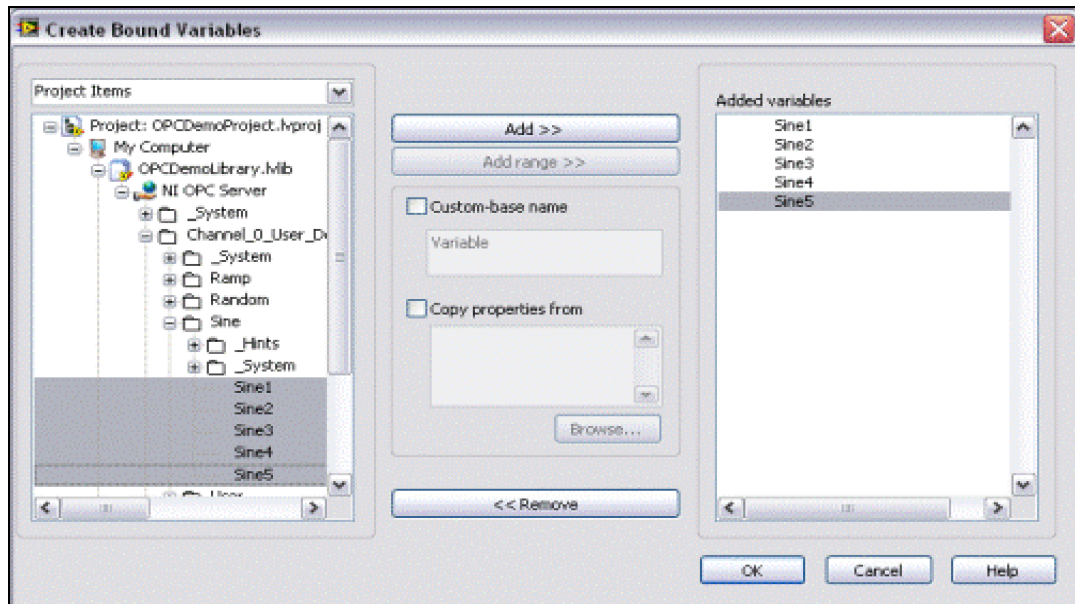 Create Bound Variables
Project Items
Project: OPCDemoProject.lvproj
My Computer
OPCDemoLibrary.lvlib
NI OPC Server
_System
Channel_0_User_De
_System
Ramp
Random
Sine
_Hints
_System
Sine1
Sine2
Sine3
Sine4
Sine5
User
Add >>
Add range >>
Custom-base name
Variable
Copy properties from
Browse...
<< Remove
Added variables
Sine1
Sine2
Sine3
Sine4
Sine5
OK
Cancel
Help